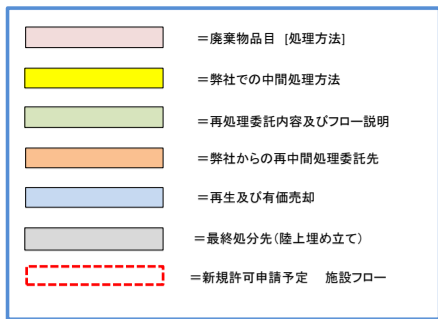 ＝廃棄物品目 [処理方法]
＝弊社での中間処理方法
＝再処理委託内容及びフロー説明
＝弊社からの再中間処理委託先
＝再生及び有価売却
＝最終処分先(陸上埋め立て)
＝新規許可申請予定　施設フロー